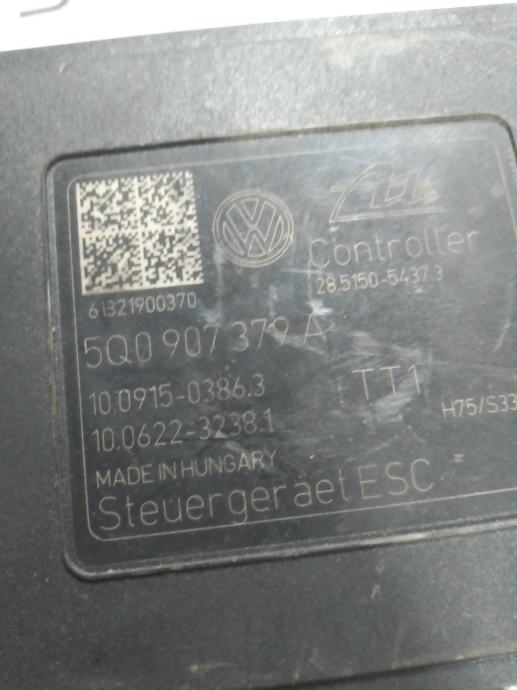 Ate
Controller
28.5150-5437.3
61321900370
5Q0 907 379 A
10.0915-0386.3
TT1
H75/S33
10.0622-3238.1
MADE IN HUNGARY
Steuergeraet ESC